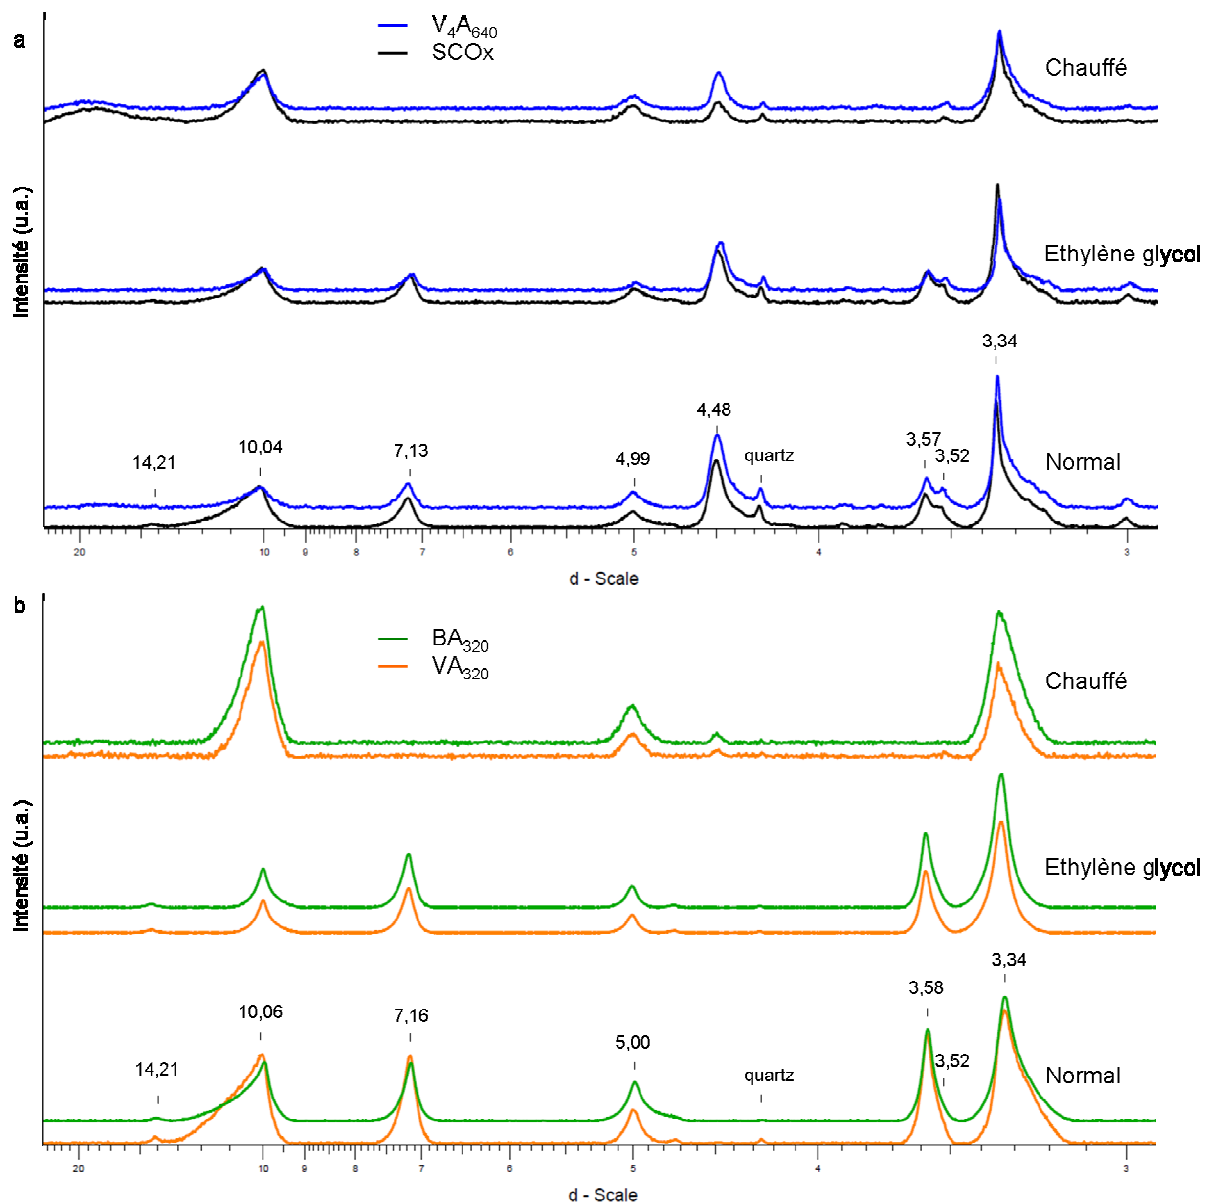 a
V4A640
SCOx
Chauffé
Ethylène glycol
Normal
Intensité (u.a.)
14,21
10,04
7,13
4,99
4,48
quartz
3,57
3,52
3,34
20 10 9 8 7 6 5 4 3
d - Scale
b
BA320
VA320
Chauffé
Ethylène glycol
Normal
Intensité (u.a.)
14,21
10,06
7,16
5,00
quartz
3,58
3,52
3,34
20 10 9 8 7 6 5 4 3
d - Scale